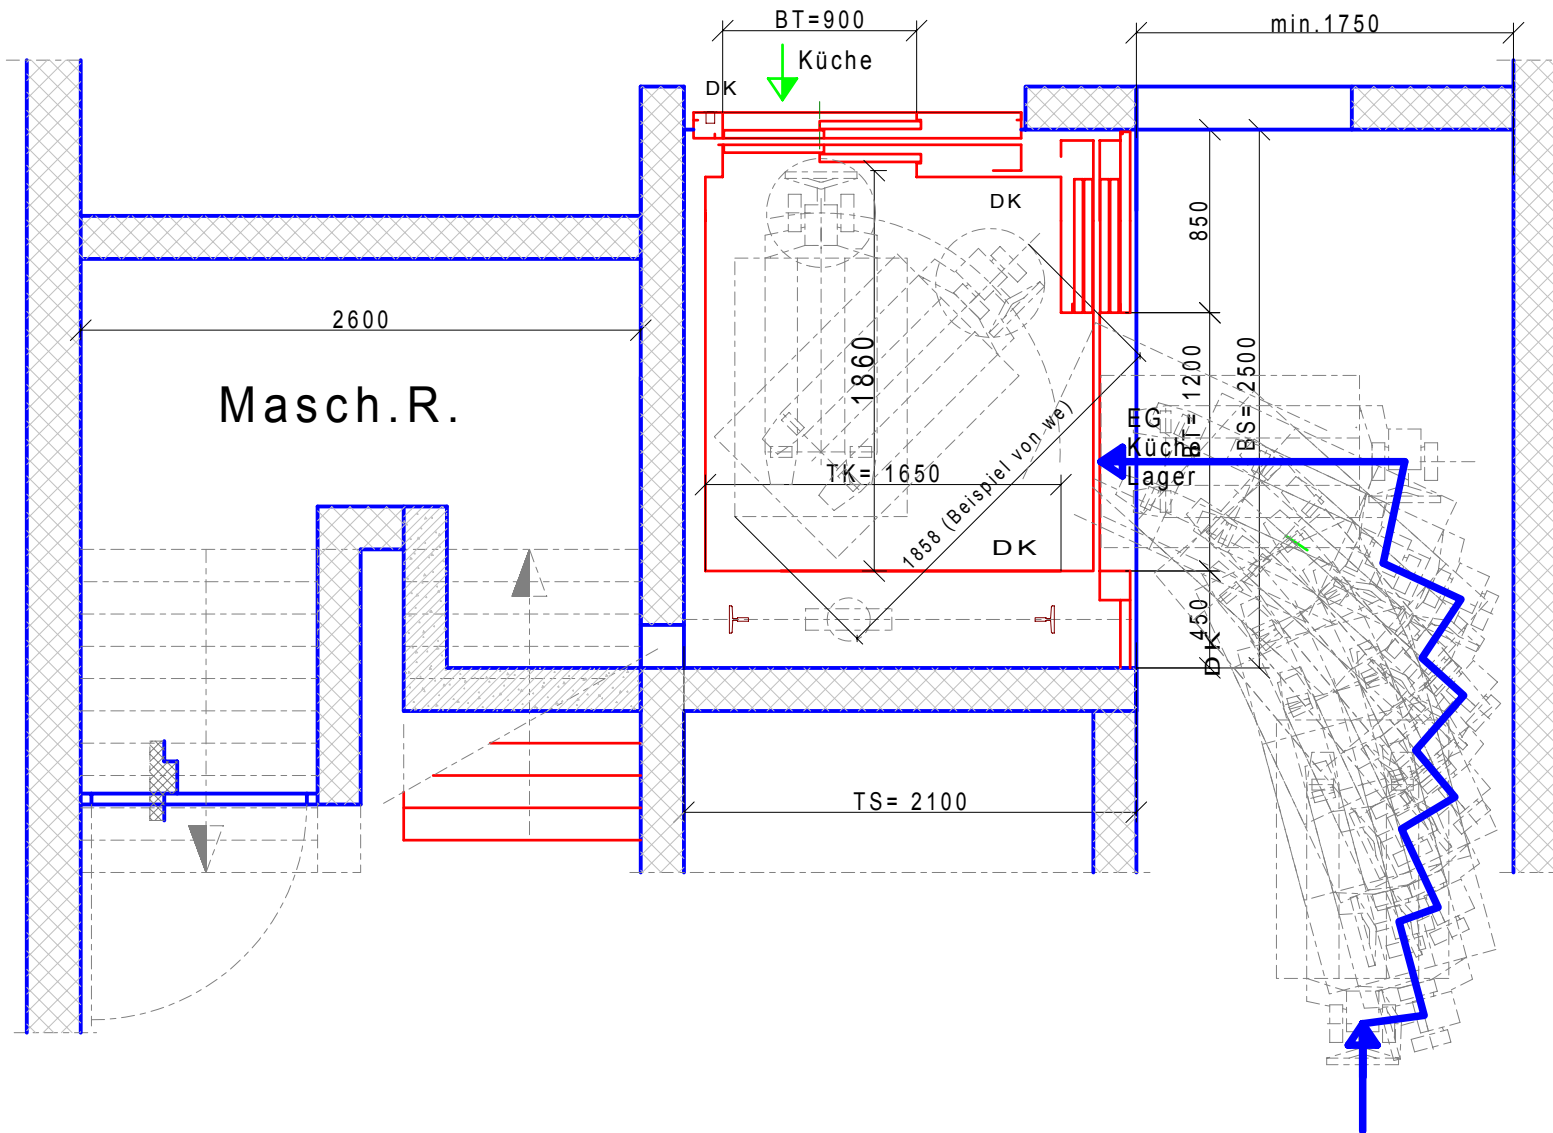 BT=900
min.1750
Küche
DK
DK
850
2600
1860
BT= 1200
BS= 2500
Masch.R.
EG
Küche
Lager
TK= 1650
1858 (Beispiel von we)
DK
450
DK
TS= 2100